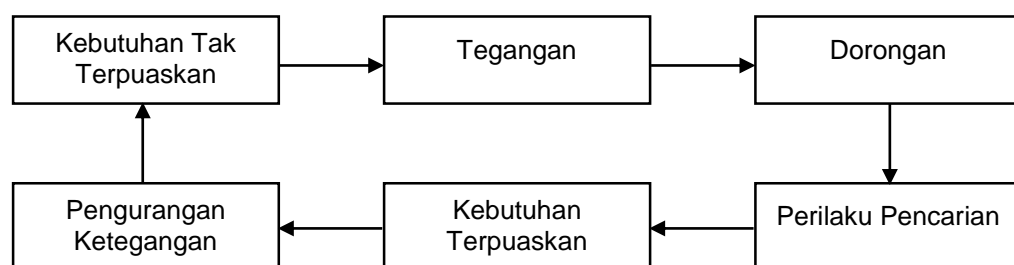 Kebutuhan Tak
Terpuaskan
Tegangan
Dorongan
Perilaku Pencarian
Kebutuhan
Terpuaskan
Pengurangan
Ketegangan